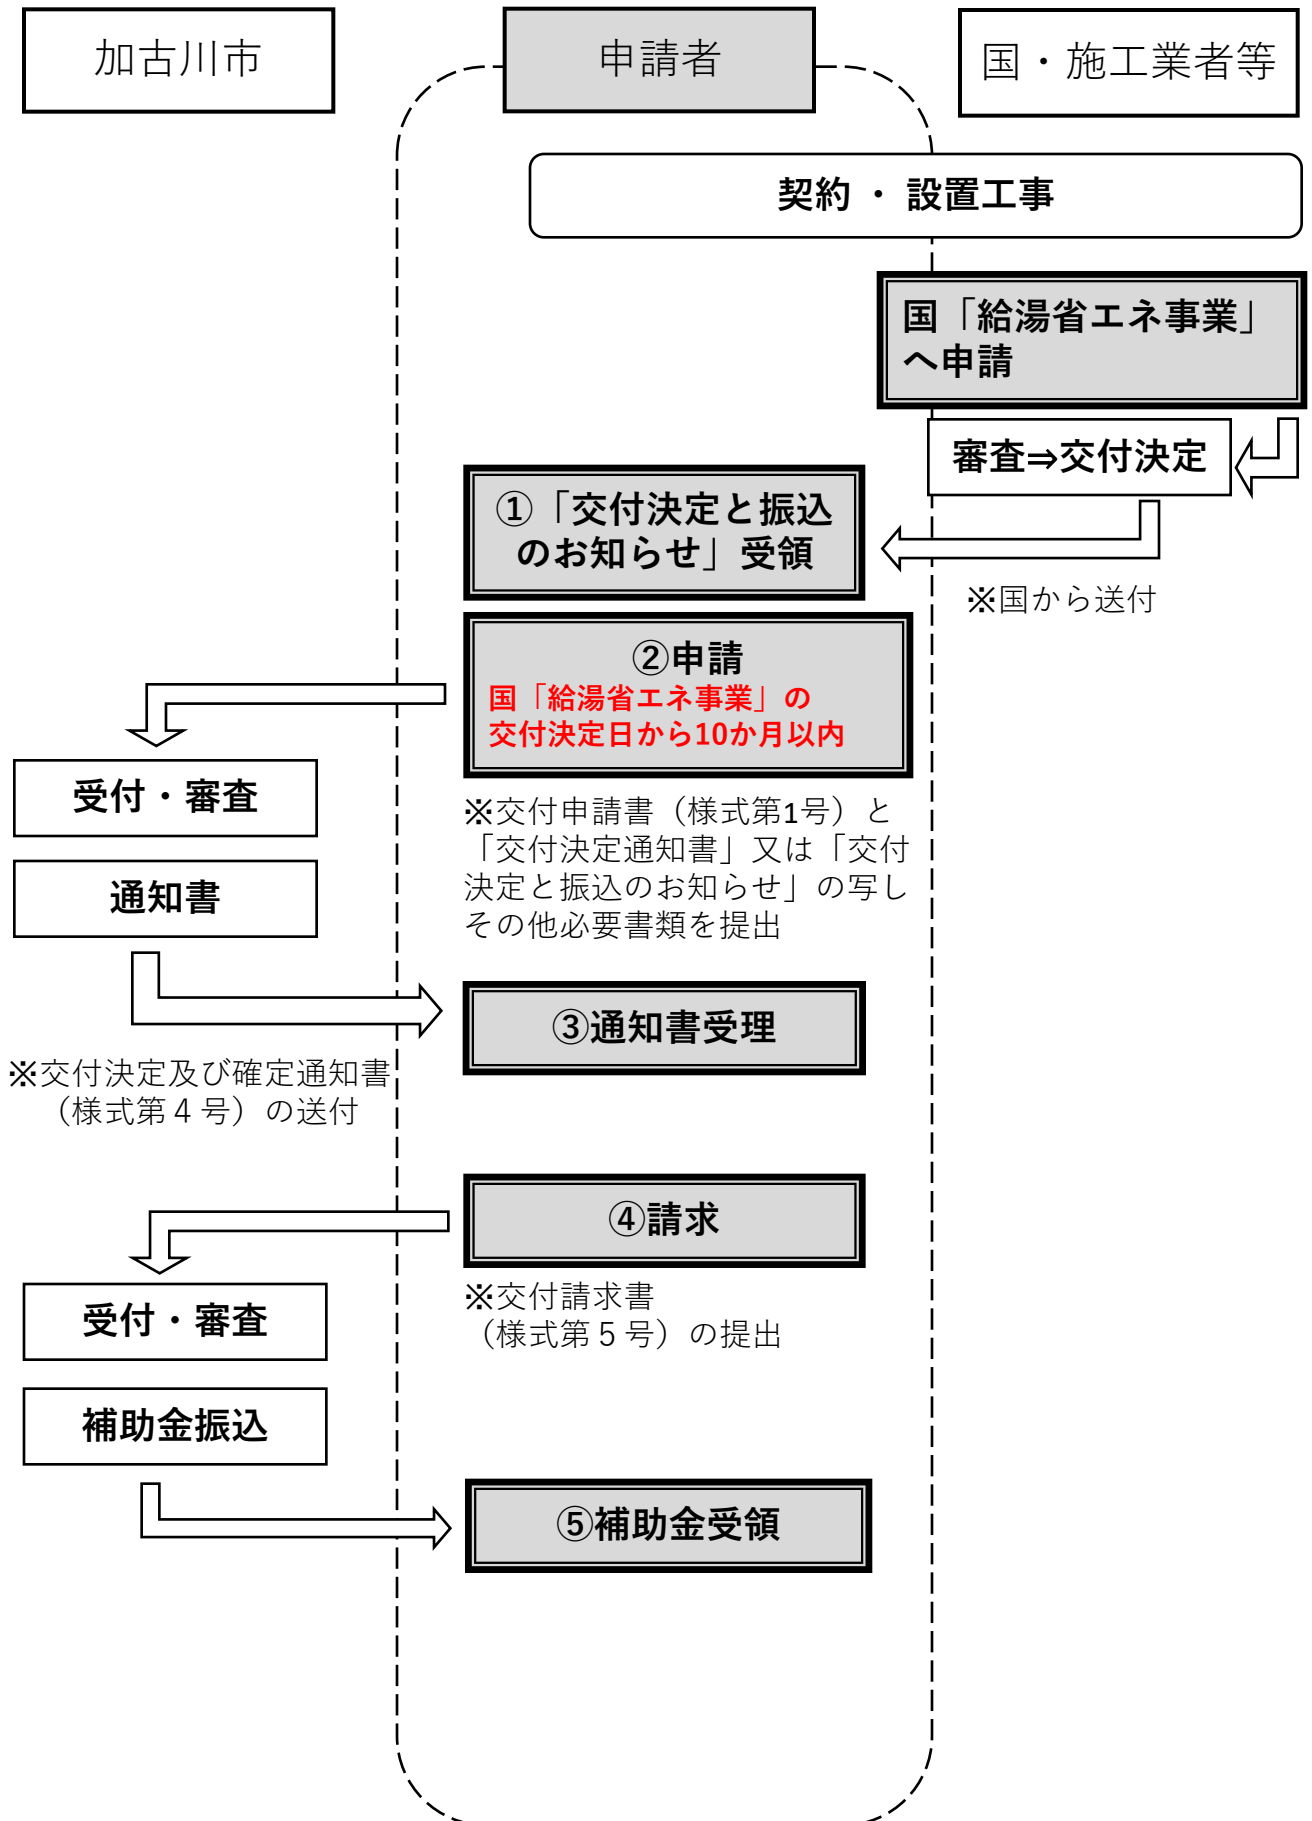 加古川市
申請者
国・施工業者等
契約 ・ 設置工事
国「給湯省エネ事業」
へ申請
審査⇒交付決定
①「交付決定と振込
のお知らせ」受領
※国から送付
②申請
国「給湯省エネ事業」の
交付決定日から10か月以内
受付・審査
※交付申請書（様式第1号）と
「交付決定通知書」又は「交付
決定と振込のお知らせ」の写し
その他必要書類を提出
通知書
③通知書受理
※交付決定及び確定通知書
（様式第４号）の送付
④請求
※交付請求書
（様式第５号）の提出
受付・審査
補助金振込
⑤補助金受領